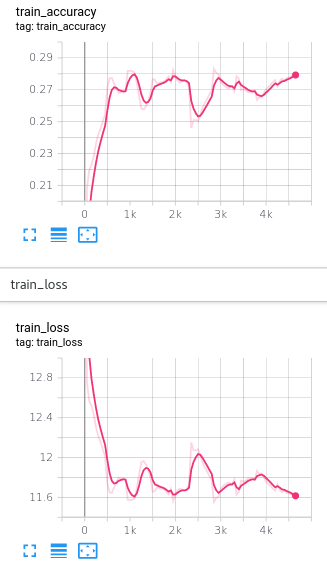 train_accuracy
tag: train_accuracy
0.29
0.27
0.25
0.23
0.21
0 1k 2k 3k 4k
train_loss
train_loss
tag: train_loss
12.8
12.4
12
11.6
0 1k 2k 3k 4k